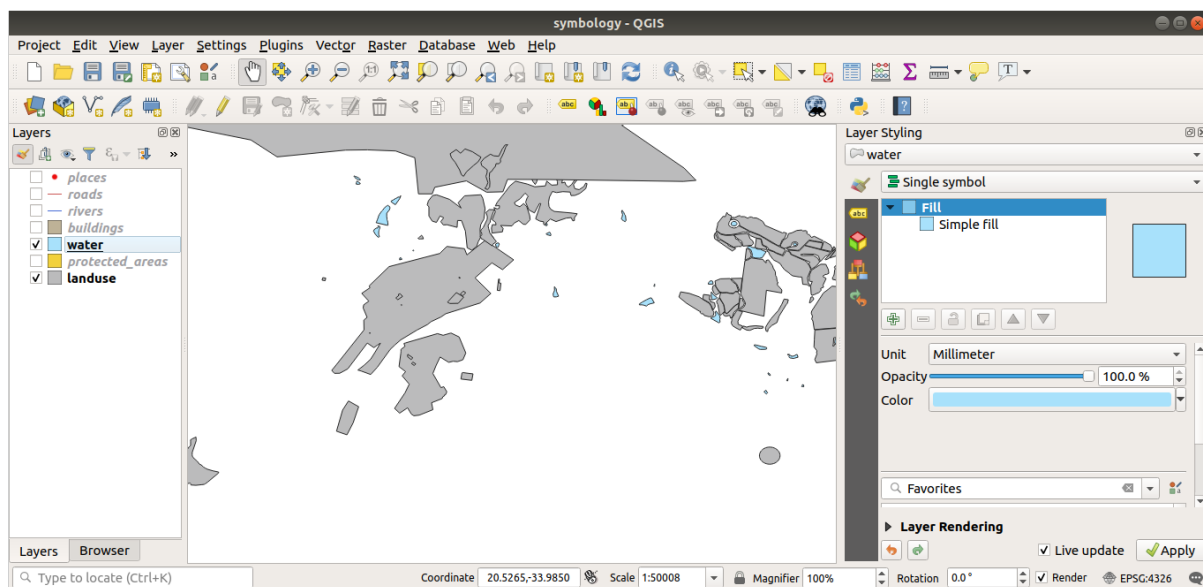 symbology - QGIS
Project Edit View Layer Settings Plugins Vector Raster Database Web Help
Layers
places
roads
rivers
buildings
water
protected_areas
landuse
Layers Browser
Layer Styling
water
Single symbol
Fill
Simple fill
Unit Millimeter
Opacity 100.0 %
Color
Favorites
Layer Rendering
Live update Apply
Type to locate (Ctrl+K) Coordinate 20.5265,-33.9850 Scale 1:50008 Magnifier 100% Rotation 0.0 ° Render EPSG:4326